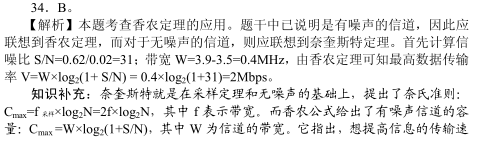 34．B。
【解析】本题考查香农定理的应用。题干中已说明是有噪声的信道，因此应
联想到香农定理，而对于无噪声的信道，则应联想到奈奎斯特定理。首先计算信
噪比 S/N=0.62/0.02=31；带宽 W=3.9-3.5=0.4MHz，由香农定理可知最高数据传输
率 V=W×log₂(1+ S/N) = 0.4×log₂(1+31)=2Mbps。
知识补充：奈奎斯特就是在采样定理和无噪声的基础上，提出了奈氏准则：
Cmax=f 采样×log₂N=2f×log₂N，其中 f 表示带宽。而香农公式给出了有噪声信道的容
量：Cmax =W×log₂(1+S/N)，其中 W 为信道的带宽。它指出，想提高信息的传输速